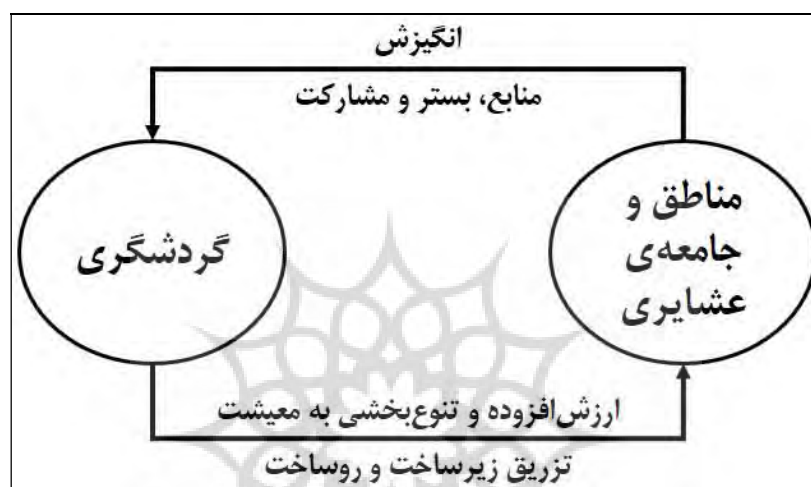 انگیزش
منابع، بستر و مشارکت
مناطق و
جامعه‌ی
عشایری
گردشگری
ارزش‌افزوده و تنوع‌بخشی به معیشت
تزریق زیرساخت و روساخت